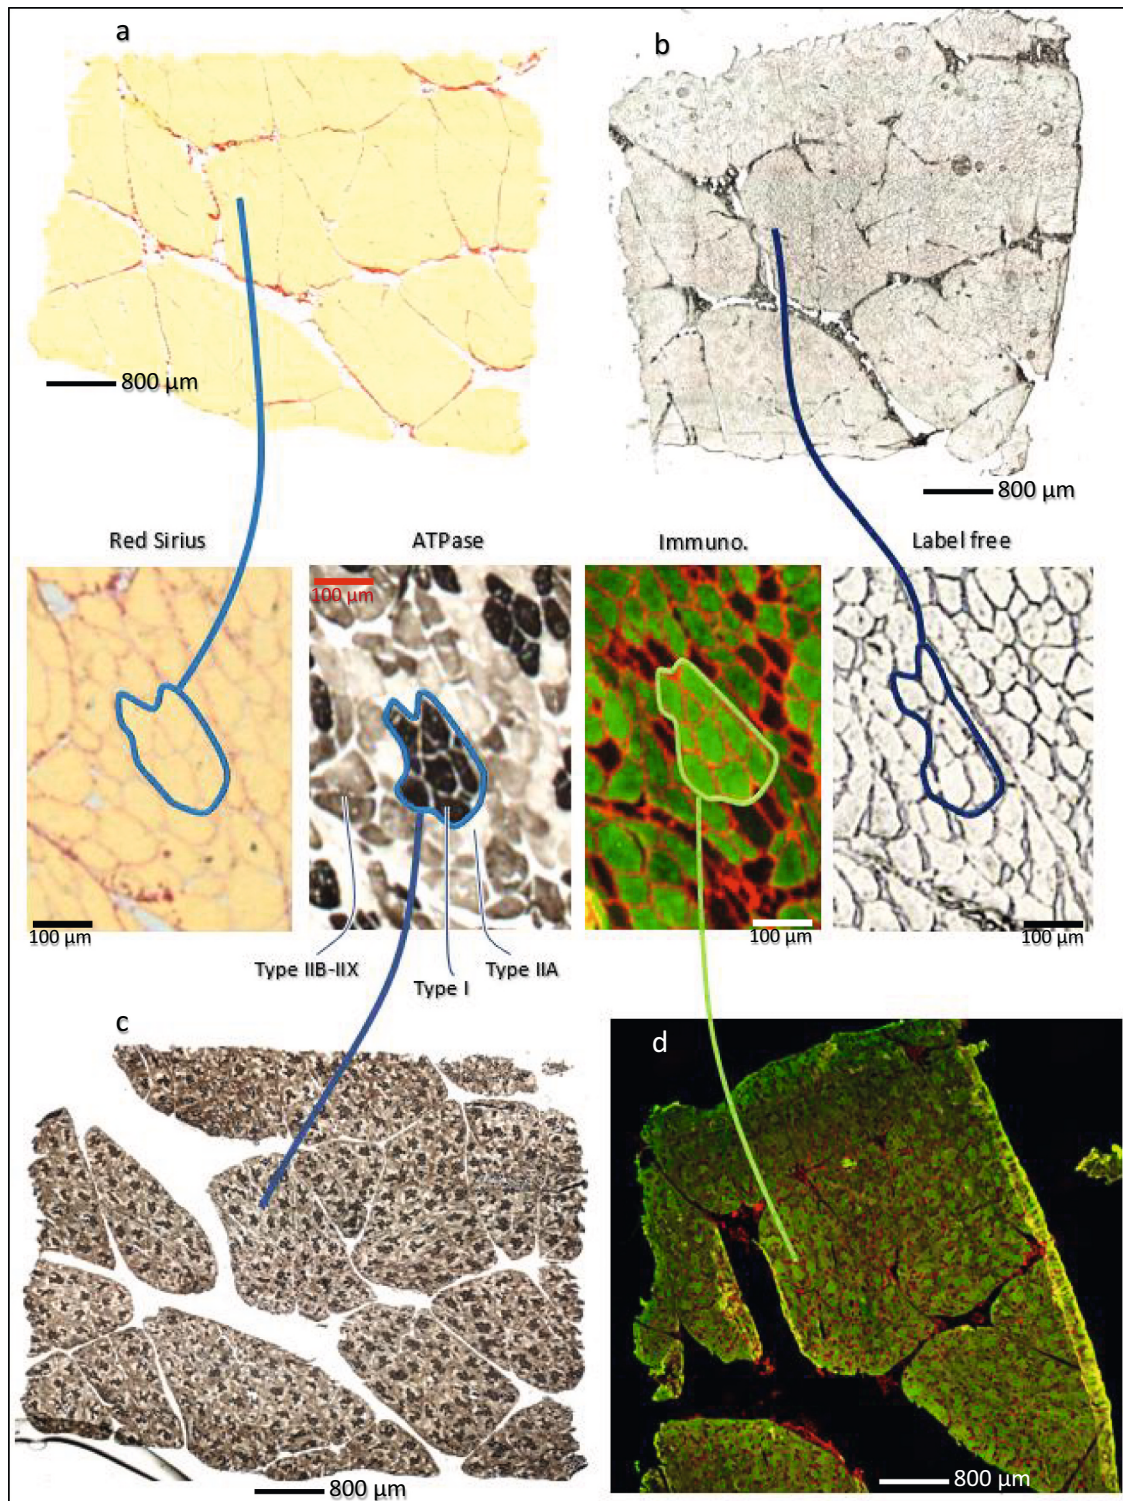 a
b
800 µm
800 µm
Red Sirius
ATPase
Immuno.
Label free
100 µm
100 µm
100 µm
100 µm
Type IIB-IIX
Type I
Type IIA
c
d
800 µm
800 µm